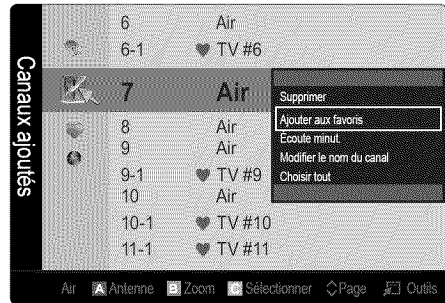 Canaux ajoutés
6 Air
6-1 ♥ TV #6
7 Air
8 Air
9 Air
9-1 ♥ TV #9
10 Air
10-1 ♥ TV #10
11-1 ♥ TV #11
Supprimer
Ajouter aux favoris
Écoute minut.
Modifier le nom du canal
Choisir tout
Air A Antenne B Zoom C Sélectionner Page Outils